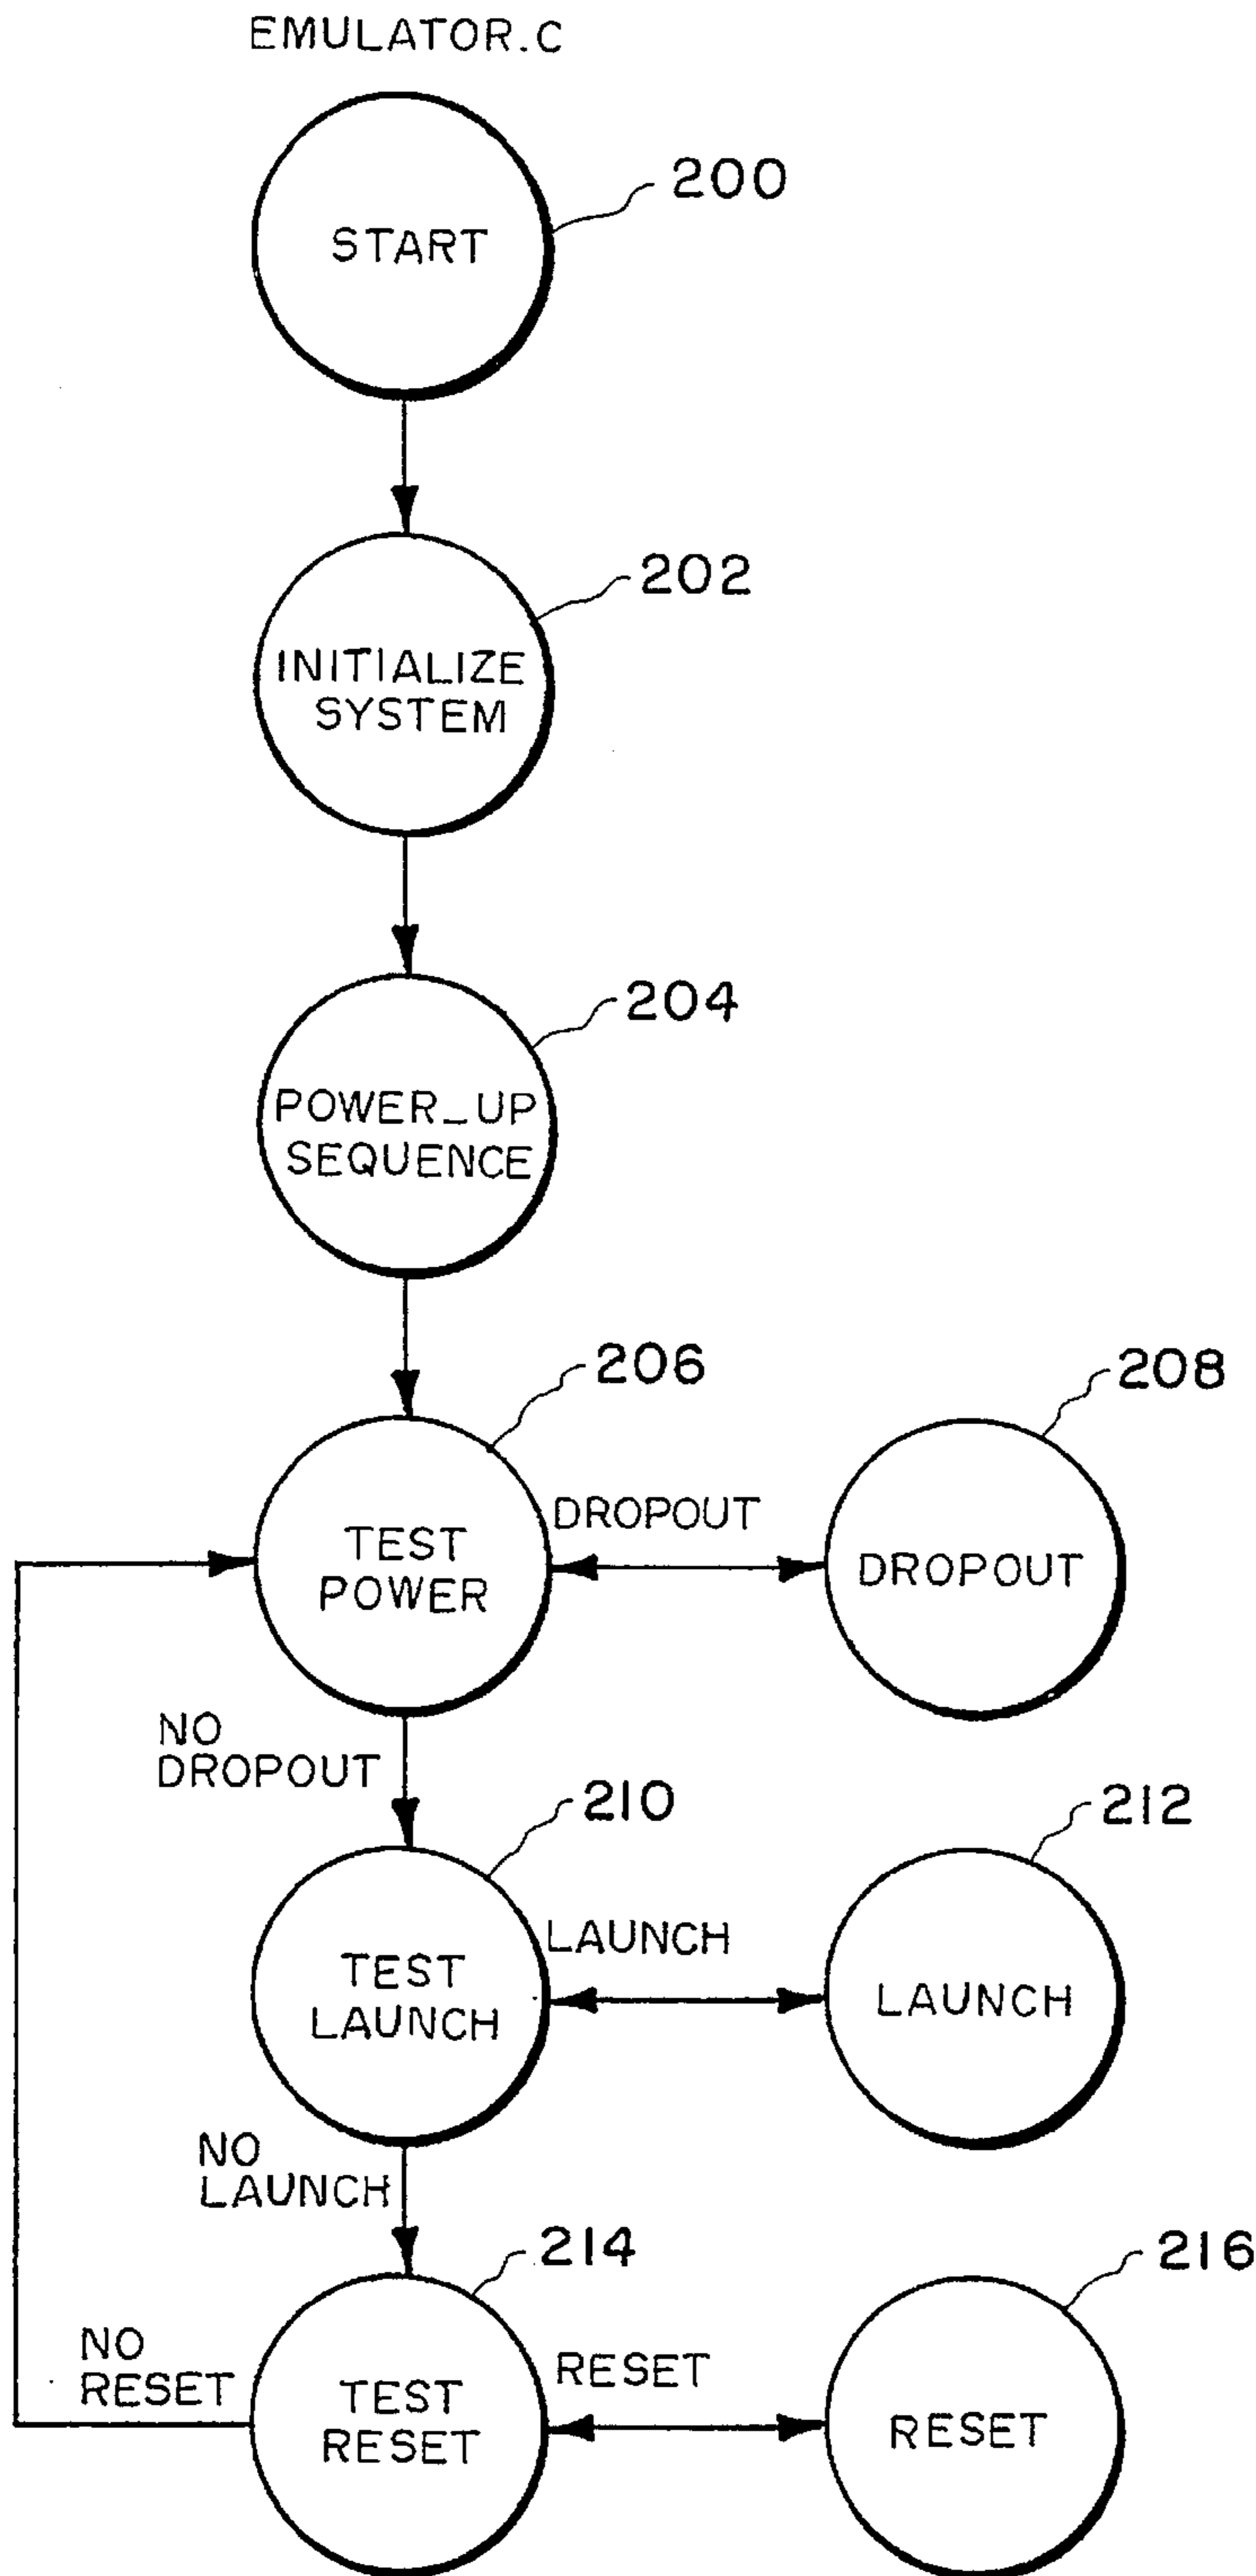 EMULATOR.C
200
START
202
INITIALIZE
SYSTEM
204
POWER_UP
SEQUENCE
206
208
TEST
POWER
DROPOUT
DROPOUT
NO
DROPOUT
210
212
TEST
LAUNCH
LAUNCH
LAUNCH
NO
LAUNCH
214
216
NO
RESET
TEST
RESET
RESET
RESET